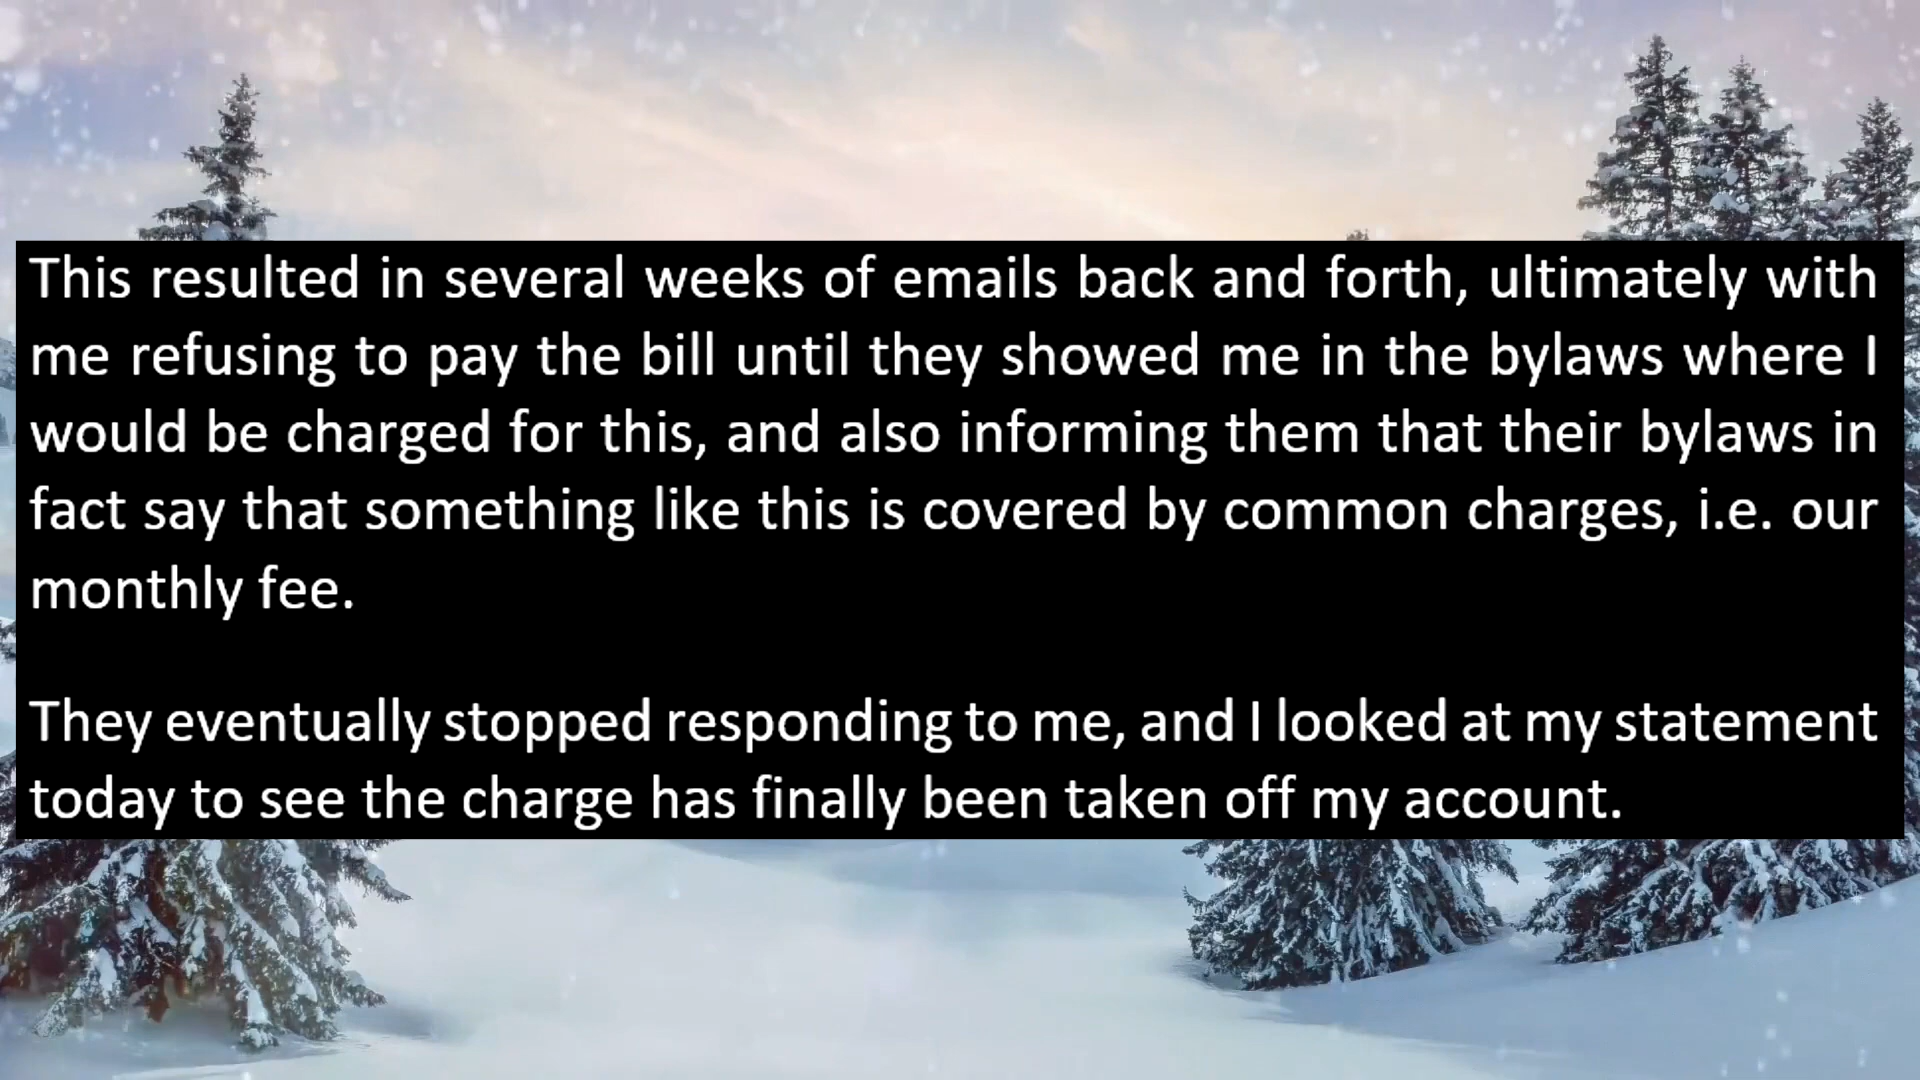 This resulted in several weeks of emails back and forth, ultimately with
me refusing to pay the bill until they showed me in the bylaws where I
would be charged for this, and also informing them that their bylaws in
fact say that something like this is covered by common charges, i.e. our
monthly fee.
They eventually stopped responding to me, and I looked at my statement
today to see the charge has finally been taken off my account.